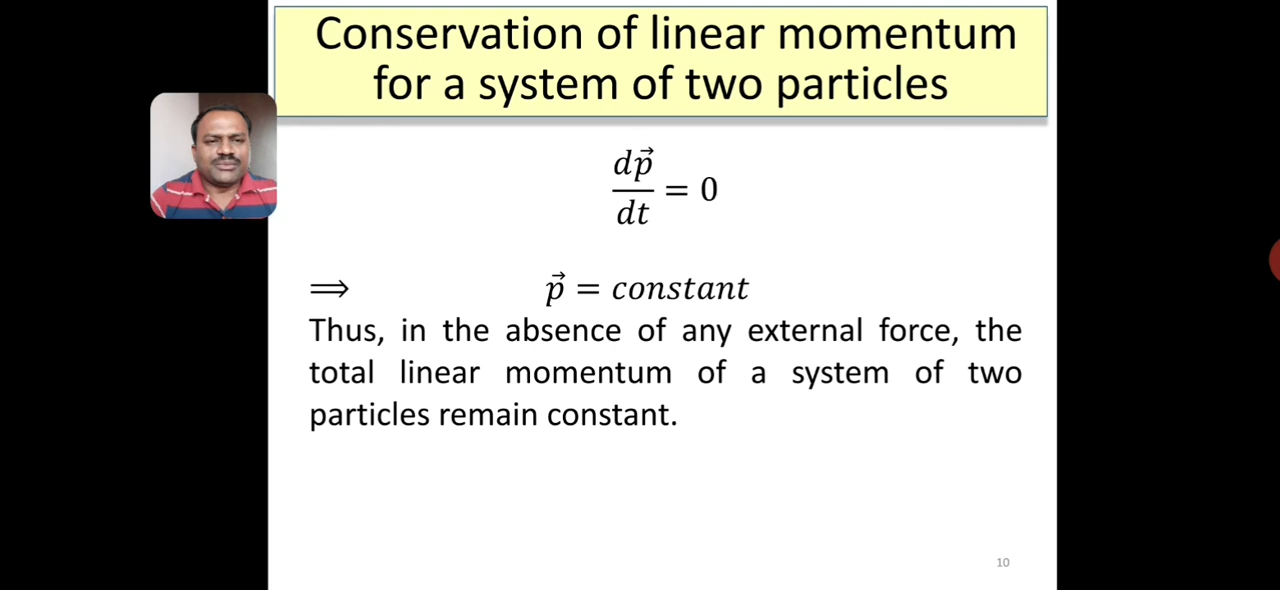 Conservation of linear momentum
for a system of two particles
dp⃗/dt = 0
⟹ p⃗ = constant
Thus, in the absence of any external force, the
total linear momentum of a system of two
particles remain constant.
10